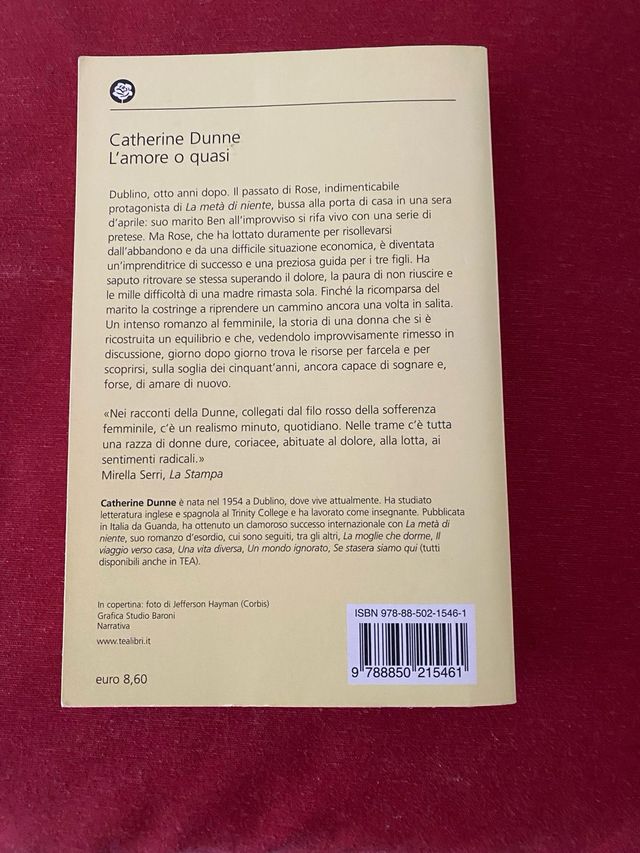 Catherine Dunne
L'amore o quasi
Dublino, otto anni dopo. Il passato di Rose, indimenticabile
protagonista di La metà di niente, bussa alla porta di casa in una sera
d'aprile: suo marito Ben all'improvviso si rifa vivo con una serie di
pretese. Ma Rose, che ha lottato duramente per risollevarsi
dall'abbandono e da una difficile situazione economica, è diventata
un'imprenditrice di successo e una preziosa guida per i tre figli. Ha
saputo ritrovare se stessa superando il dolore, la paura di non riuscire e
le mille difficoltà di una madre rimasta sola. Finché la ricomparsa del
marito la costringe a riprendere un cammino ancora una volta in salita.
Un intenso romanzo al femminile, la storia di una donna che si è
ricostruita un equilibrio e che, vedendolo improvvisamente rimesso in
discussione, giorno dopo giorno trova le risorse per farcela e per
scoprirsi, sulla soglia dei cinquant'anni, ancora capace di sognare e,
forse, di amare di nuovo.
«Nei racconti della Dunne, collegati dal filo rosso della sofferenza
femminile, c'è un realismo minuto, quotidiano. Nelle trame c'è tutta
una razza di donne dure, coriacee, abituate al dolore, alla lotta, ai
sentimenti radicali.»
Mirella Serri, La Stampa
Catherine Dunne è nata nel 1954 a Dublino, dove vive attualmente. Ha studiato
letteratura inglese e spagnola al Trinity College e ha lavorato come insegnante. Pubblicata
in Italia da Guanda, ha ottenuto un clamoroso successo internazionale con La metà di
niente, suo romanzo d'esordio, cui sono seguiti, tra gli altri, La moglie che dorme, Il
viaggio verso casa, Una vita diversa, Un mondo ignorato, Se stasera siamo qui (tutti
disponibili anche in TEA).
In copertina: foto di Jefferson Hayman (Corbis)
Grafica Studio Baroni
Narrativa
www.tealibri.it
euro 8,60
ISBN 978-88-502-1546-1
9 788850 215461